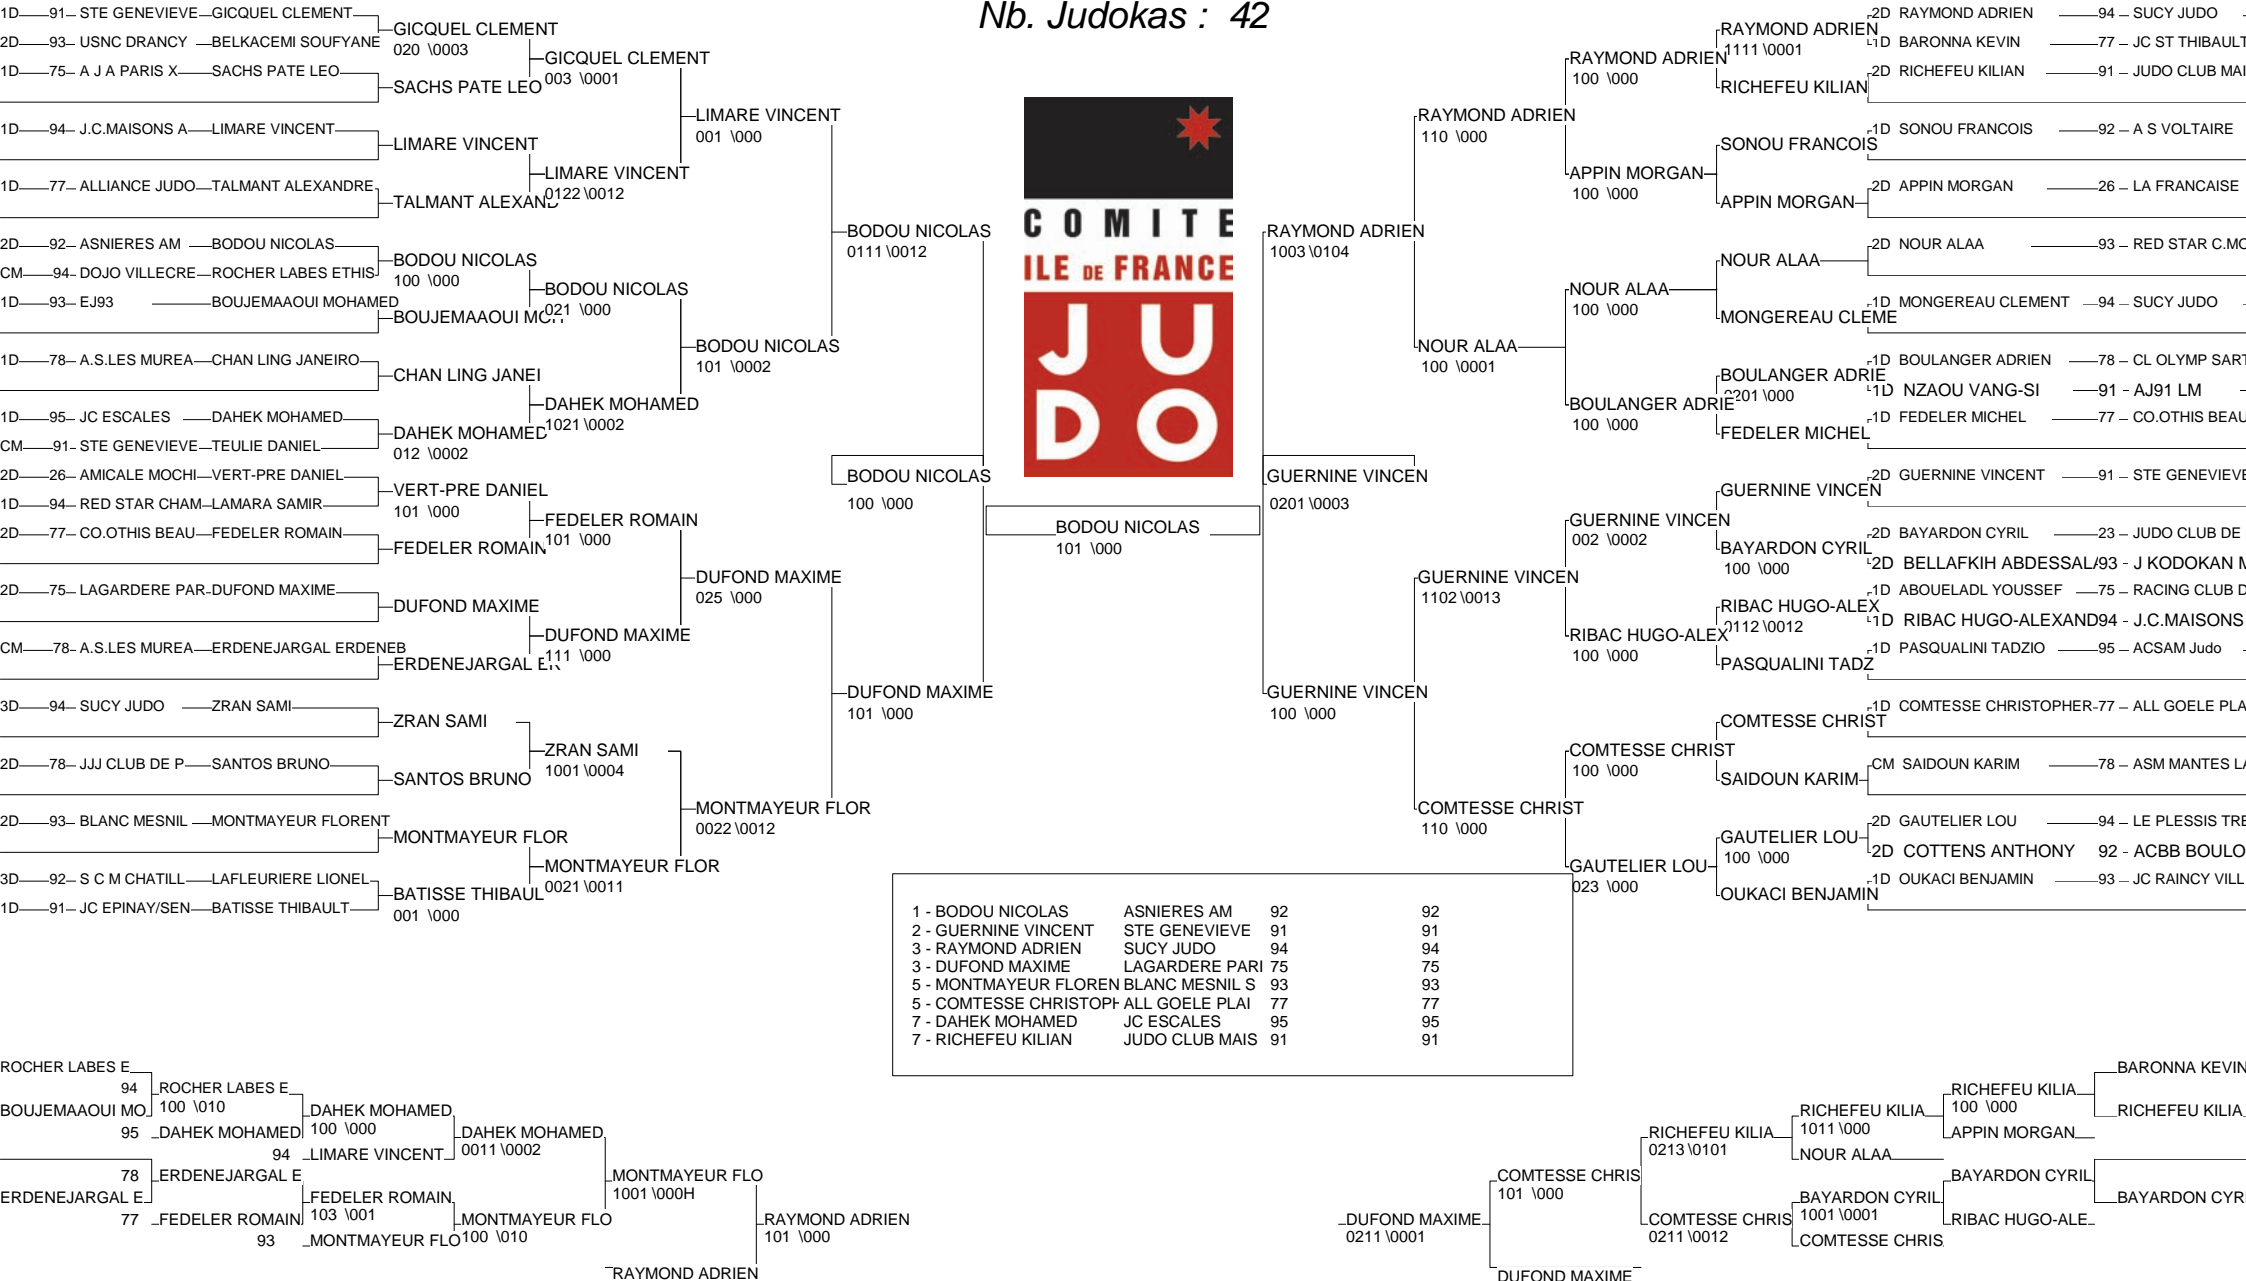 Nb. Judokas :  42
1D 91 STE GENEVIEVE GICQUEL CLEMENT
2D 93 USNC DRANCY BELKACEMI SOUFYANE
1D 75 A J A PARIS X SACHS PATE LEO
1D 94 J.C.MAISONS A LIMARE VINCENT
1D 77 ALLIANCE JUDO TALMANT ALEXANDRE
2D 92 ASNIERES AM BODOU NICOLAS
CM 94 DOJO VILLECRE ROCHER LABES ETHIS
1D 93 EJ93 BOUJEMAAOUI MOHAMED
1D 78 A.S.LES MUREA CHAN LING JANEIRO
1D 95 JC ESCALES DAHEK MOHAMED
CM 91 STE GENEVIEVE TEULIE DANIEL
2D 26 AMICALE MOCHI VERT-PRE DANIEL
1D 94 RED STAR CHAM LAMARA SAMIR
2D 77 CO.OTHIS BEAU FEDELER ROMAIN
2D 75 LAGARDERE PAR DUFOND MAXIME
CM 78 A.S.LES MUREA ERDENEJARGAL ERDENEB
3D 94 SUCY JUDO ZRAN SAMI
2D 78 JJJ CLUB DE P SANTOS BRUNO
2D 93 BLANC MESNIL MONTMAYEUR FLORENT
3D 92 S C M CHATILL LAFLEURIERE LIONEL
1D 91 JC EPINAY/SEN BATISSE THIBAULT
GICQUEL CLEMENT
020 \0003
SACHS PATE LEO
LIMARE VINCENT
TALMANT ALEXAN
BODOU NICOLAS
100 \000
BOUJEMAAOUI
CHAN LING JANEI
DAHEK MOHAMED
012 \0002
VERT-PRE DANIEL
101 \000
FEDELER ROMAIN
DUFOND MAXIME
ERDENEJARGAL
ZRAN SAMI
SANTOS BRUNO
MONTMAYEUR FLOR
BATISSE THIBAUL
001 \000
GICQUEL CLEMENT
003 \0001
LIMARE VINCENT
0122 \0012
BODOU NICOLAS
021 \000
DAHEK MOHAMED
1021 \0002
FEDELER ROMAIN
101 \000
DUFOND MAXIME
111 \000
ZRAN SAMI
1001 \0004
MONTMAYEUR FLOR
0021 \0011
LIMARE VINCENT
001 \000
BODOU NICOLAS
101 \0002
DUFOND MAXIME
025 \000
MONTMAYEUR FLOR
0022 \0012
BODOU NICOLAS
0111 \0012
BODOU NICOLAS
100 \000
DUFOND MAXIME
101 \000
COMITE
ILE DE FRANCE
JU
DO
BODOU NICOLAS
101 \000
RAYMOND ADRIEN
1003 \0104
GUERNINE VINCEN
0201 \0003
GUERNINE VINCEN
100 \000
RAYMOND ADRIEN
110 \000
NOUR ALAA
100 \0001
GUERNINE VINCEN
1102 \0013
COMTESSE CHRIST
110 \000
RAYMOND ADRIEN
100 \000
APPIN MORGAN
100 \000
NOUR ALAA
100 \000
BOULANGER ADRIE
100 \000
GUERNINE VINCEN
002 \0002
RIBAC HUGO-ALEX
100 \000
COMTESSE CHRIST
100 \000
GAUTELIER LOU
023 \000
RAYMOND ADRIEN
1111 \0001
RICHEFEU KILIAN
SONOU FRANCOIS
APPIN MORGAN
NOUR ALAA
MONGEREAU CLEME
BOULANGER ADRIE
0201 \000
FEDELER MICHEL
GUERNINE VINCEN
BAYARDON CYRIL
100 \000
RIBAC HUGO-ALEX
0112 \0012
PASQUALINI TADZ
COMTESSE CHRIST
SAIDOUN KARIM
GAUTELIER LOU
100 \000
OUKACI BENJAMIN
2D RAYMOND ADRIEN 94 – SUCY JUDO
1D BARONNA KEVIN 77 – JC ST THIBAULT
2D RICHEFEU KILIAN 91 – JUDO CLUB MAI
1D SONOU FRANCOIS 92 – A S VOLTAIRE
2D APPIN MORGAN 26 – LA FRANCAISE
2D NOUR ALAA 93 – RED STAR C.MO
1D MONGEREAU CLEMENT 94 – SUCY JUDO
1D BOULANGER ADRIEN 78 – CL OLYMP SART
1D NZAOU VANG-SI 91 - AJ91 LM
1D FEDELER MICHEL 77 – CO.OTHIS BEAU
2D GUERNINE VINCENT 91 – STE GENEVIEVE
2D BAYARDON CYRIL 23 – JUDO CLUB DE
2D BELLAFKIH ABDESSALA 93 - J KODOKAN M
1D ABOUELADL YOUSSEF 75 – RACING CLUB D
1D RIBAC HUGO-ALEXAND 94 - J.C.MAISONS
1D PASQUALINI TADZIO 95 – ACSAM Judo
1D COMTESSE CHRISTOPHER 77 – ALL GOELE PLA
CM SAIDOUN KARIM 78 – ASM MANTES LA
2D GAUTELIER LOU 94 – LE PLESSIS TRE
2D COTTENS ANTHONY 92 - ACBB BOULO
1D OUKACI BENJAMIN 93 – JC RAINCY VILL
1 - BODOU NICOLAS ASNIERES AM 92 92
2 - GUERNINE VINCENT STE GENEVIEVE 91 91
3 - RAYMOND ADRIEN SUCY JUDO 94 94
3 - DUFOND MAXIME LAGARDERE PARI 75 75
5 - MONTMAYEUR FLOREN BLANC MESNIL S 93 93
5 - COMTESSE CHRISTOPH ALL GOELE PLAI 77 77
7 - DAHEK MOHAMED JC ESCALES 95 95
7 - RICHEFEU KILIAN JUDO CLUB MAIS 91 91
ROCHER LABES E
94
BOUJEMAAOUI MO
95
78
ERDENEJARGAL E
77
93
ROCHER LABES E
100 \010
DAHEK MOHAMED
94
ERDENEJARGAL E
FEDELER ROMAIN
DAHEK MOHAMED
100 \000
LIMARE VINCENT
FEDELER ROMAIN
103 \001
MONTMAYEUR FLO
DAHEK MOHAMED
0011 \0002
MONTMAYEUR FLO
100 \010
MONTMAYEUR FLO
1001 \000H
RAYMOND ADRIEN
RAYMOND ADRIEN
101 \000
DUFOND MAXIME
0211 \0001
COMTESSE CHRIS
101 \000
DUFOND MAXIME
RICHEFEU KILIA
0213 \0101
COMTESSE CHRIS
0211 \0012
RICHEFEU KILIA
1011 \000
NOUR ALAA
BAYARDON CYRIL
1001 \0001
COMTESSE CHRIS
RICHEFEU KILIA
100 \000
APPIN MORGAN
BAYARDON CYRIL
RIBAC HUGO-ALE
BARONNA KEVIN
RICHEFEU KILIA
BAYARDON CYRI